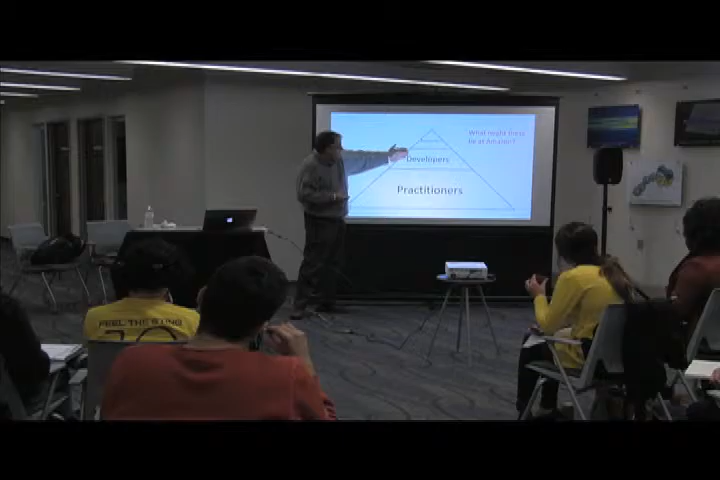 What might these
be at Amazon?
Developers
Practitioners
FEEL THE STING